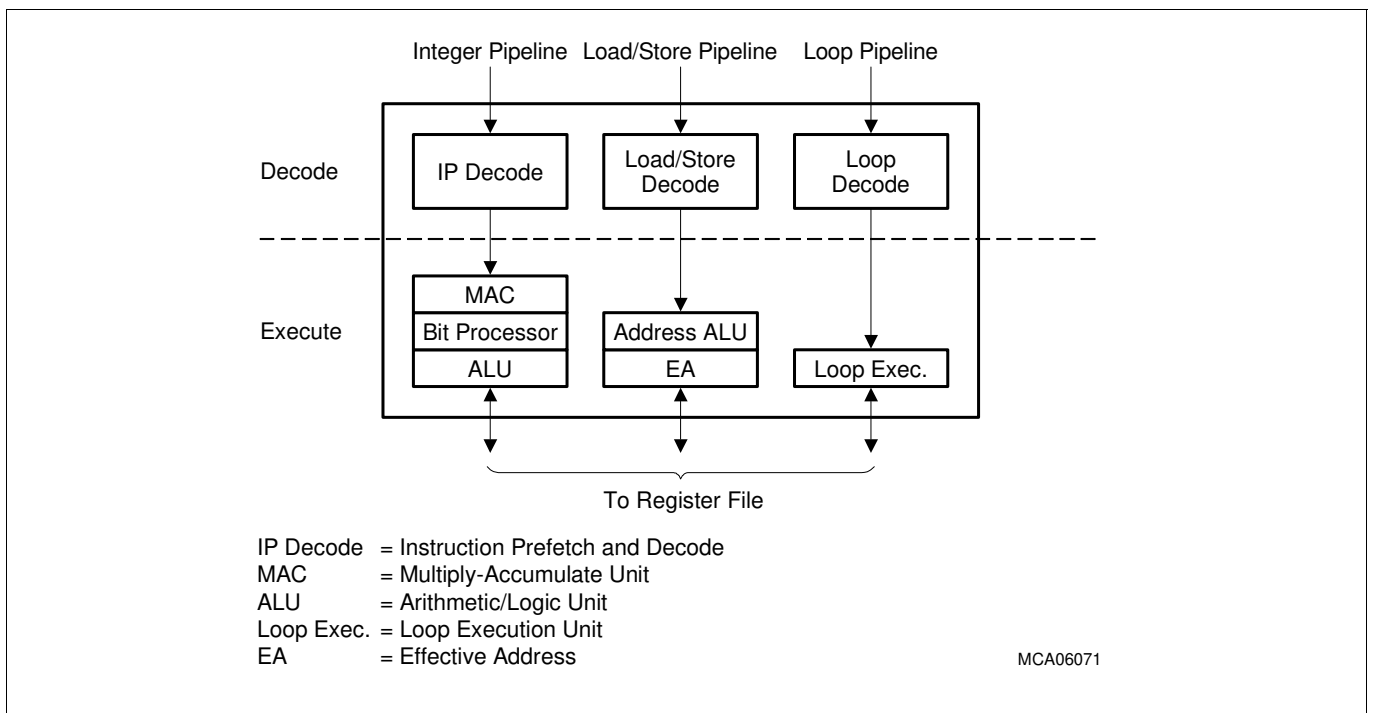 Integer Pipeline Load/Store Pipeline Loop Pipeline
Decode
IP Decode
Load/Store
Decode
Loop
Decode
Execute
MAC
Bit Processor
ALU
Address ALU
EA
Loop Exec.
To Register File
IP Decode = Instruction Prefetch and Decode
MAC = Multiply-Accumulate Unit
ALU = Arithmetic/Logic Unit
Loop Exec. = Loop Execution Unit
EA = Effective Address
MCA06071